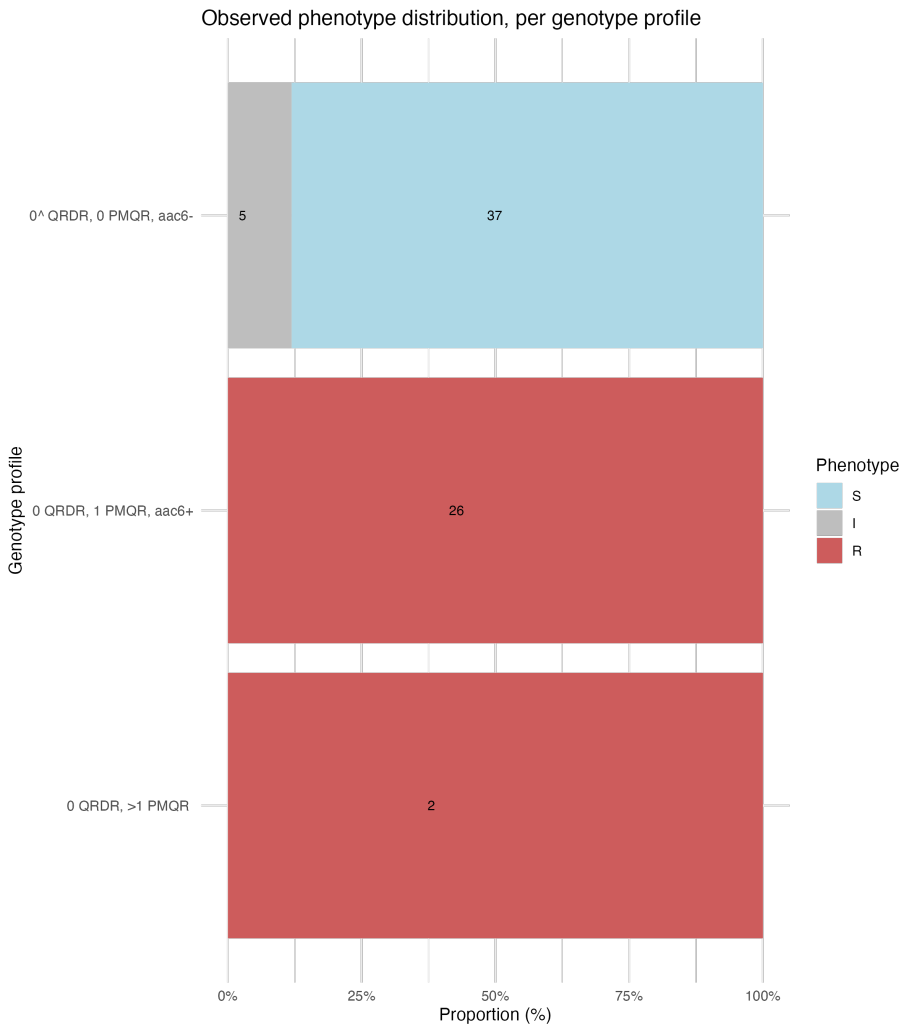 Observed phenotype distribution, per genotype profile
0^ QRDR, 0 PMQR, aac6-
5
37
Genotype profile
0 QRDR, 1 PMQR, aac6+
26
0 QRDR, >1 PMQR
2
Phenotype
S
I
R
0%
25%
50%
75%
100%
Proportion (%)